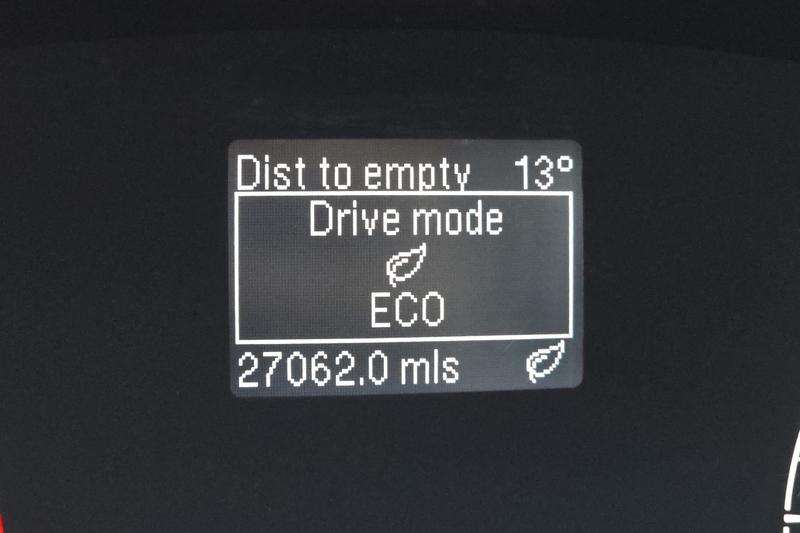 Dist to empty 13°
Drive mode
ECO
27062.0 mls